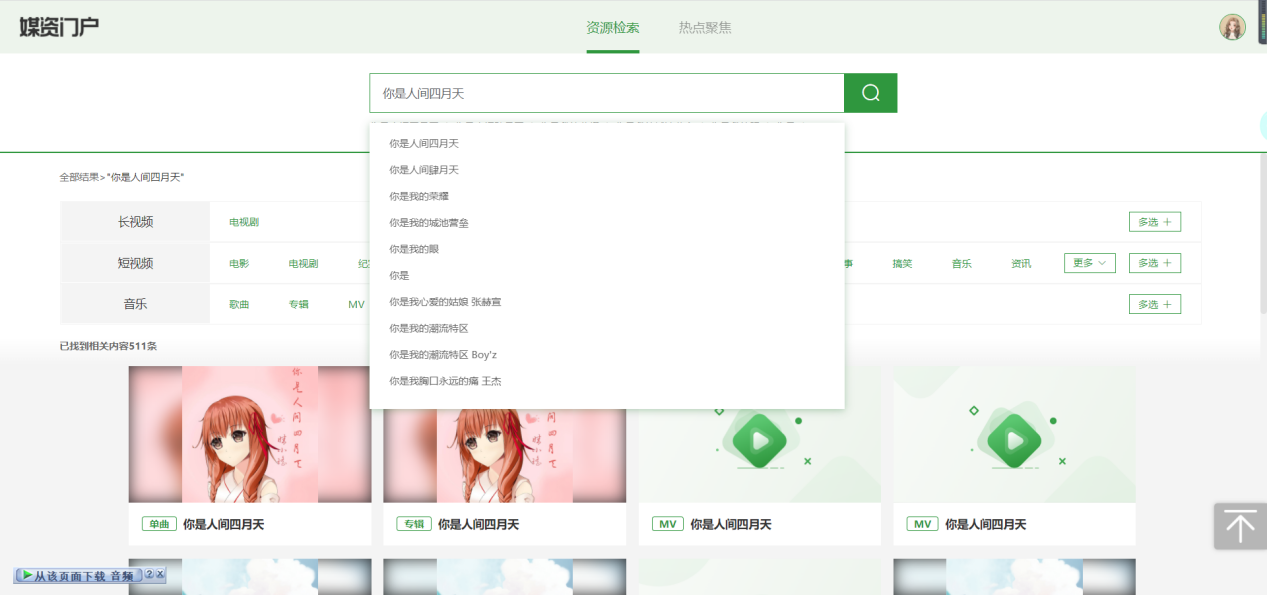 媒资门户
资源检索 热点聚焦
你是人间四月天
你是人间四月天
你是人间肆月天
你是我的荣耀
你是我的城池营垒
你是我的眼
你是
你是我心爱的姑娘 张赫宣
你是我的潮流特区
你是我的潮流特区 Boy'z
你是我胸口永远的痛 王杰
全部结果>"你是人间四月天"
长视频 电视剧 多选
短视频 电影 电视剧 搞笑 音乐 资讯 更多 多选
音乐 歌曲 专辑 MV 多选
已找到相关内容511条
你是人间四月天
单曲 你是人间四月天
专辑 你是人间四月天
MV 你是人间四月天
MV 你是人间四月天
从该页面下载 音频 ? X